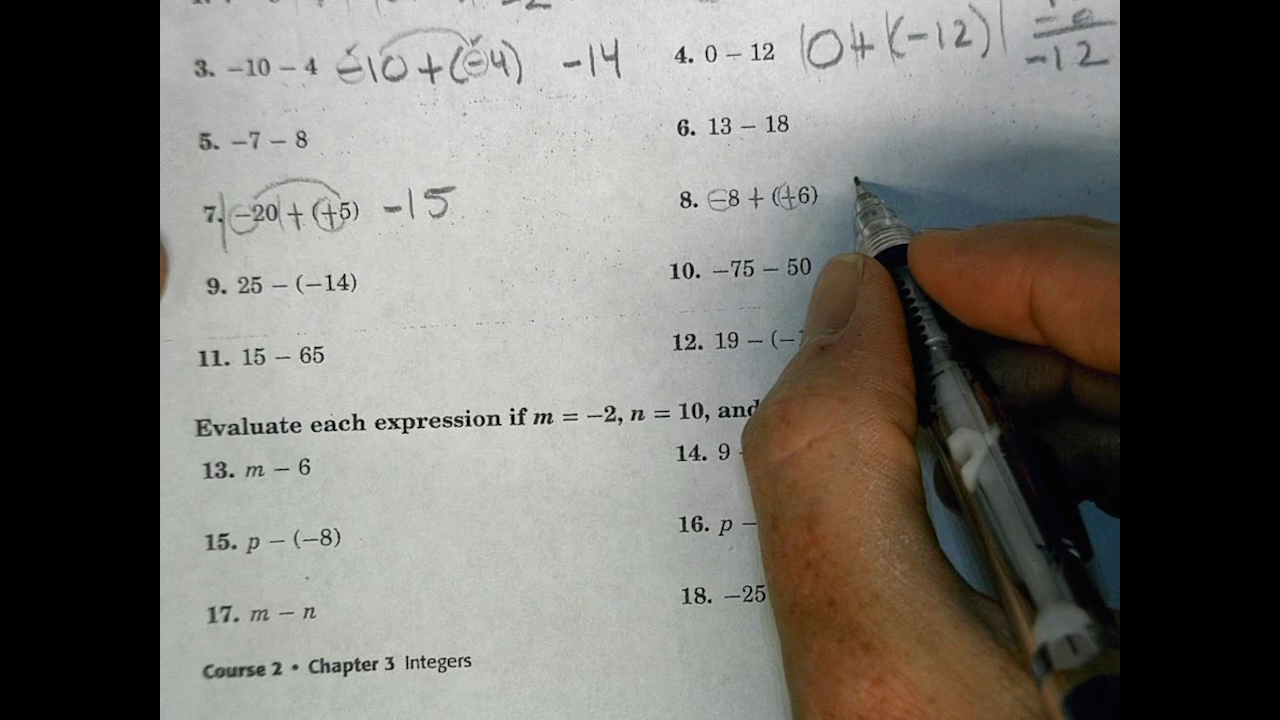 3. −10 − 4 −10 + (−4) −14
4. 0 − 12 |0+|(−12)| −12
5. −7 − 8
6. 13 − 18
7. |−20| + (+5) −15
8. −8 + (+6)
9. 25 − (−14)
10. −75 − 50
11. 15 − 65
12. 19 − (−
Evaluate each expression if m = −2, n = 10, and
13. m − 6
14. 9
15. p − (−8)
16. p −
17. m − n
18. −25
Course 2 • Chapter 3 Integers